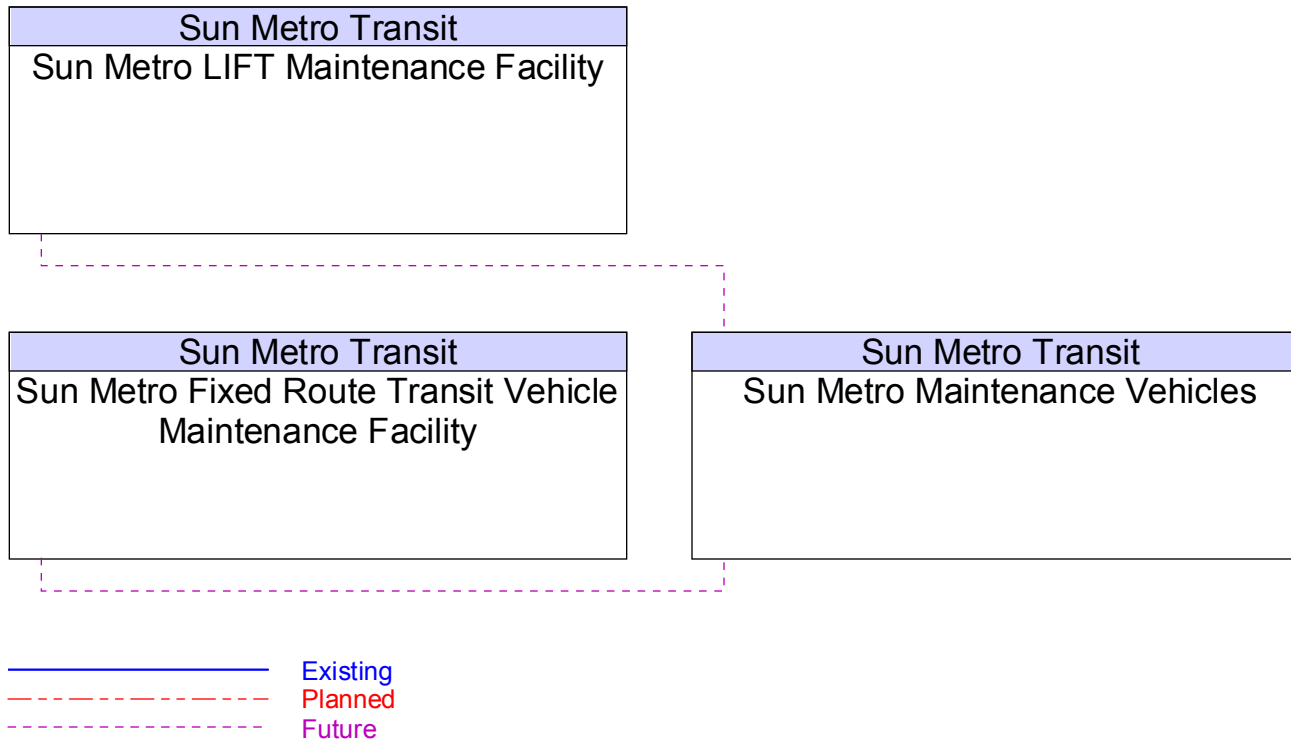 Sun Metro Transit
Sun Metro LIFT Maintenance Facility
Sun Metro Transit
Sun Metro Fixed Route Transit Vehicle
Maintenance Facility
Sun Metro Transit
Sun Metro Maintenance Vehicles
Existing
Planned
Future